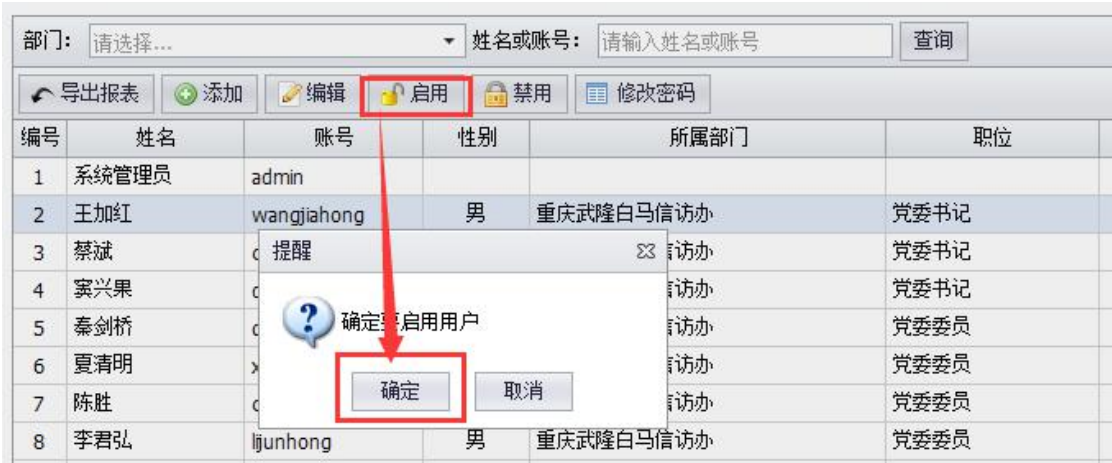 部门： 请选择... 姓名或账号： 请输入姓名或账号 查询
导出报表 添加 编辑 启用 禁用 修改密码
编号 姓名 账号 性别 所属部门 职位
1 系统管理员 admin
2 王加红 wangjiahong 男 重庆武隆白马信访办 党委书记
3 蔡斌 信访办 党委书记
提醒
4 窦兴果 信访办 党委书记
5 秦剑桥 信访办 党委委员
确定要启用用户
6 夏清明 信访办 党委委员
7 陈胜 信访办 党委委员
确定 取消
8 李君弘 lijunhong 男 重庆武隆白马信访办 党委委员